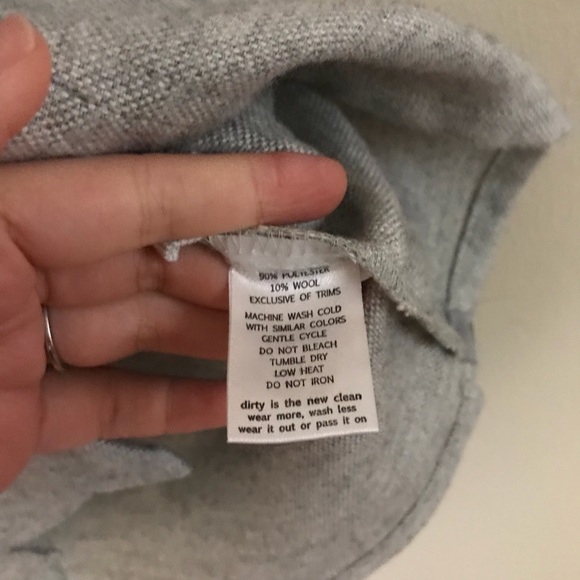 90% POLYESTER
10% WOOL
EXCLUSIVE OF TRIMS
MACHINE WASH COLD
WITH SIMILAR COLORS
GENTLE CYCLE
DO NOT BLEACH
TUMBLE DRY
LOW HEAT
DO NOT IRON
dirty is the new clean
wear more, wash less
wear it out or pass it on